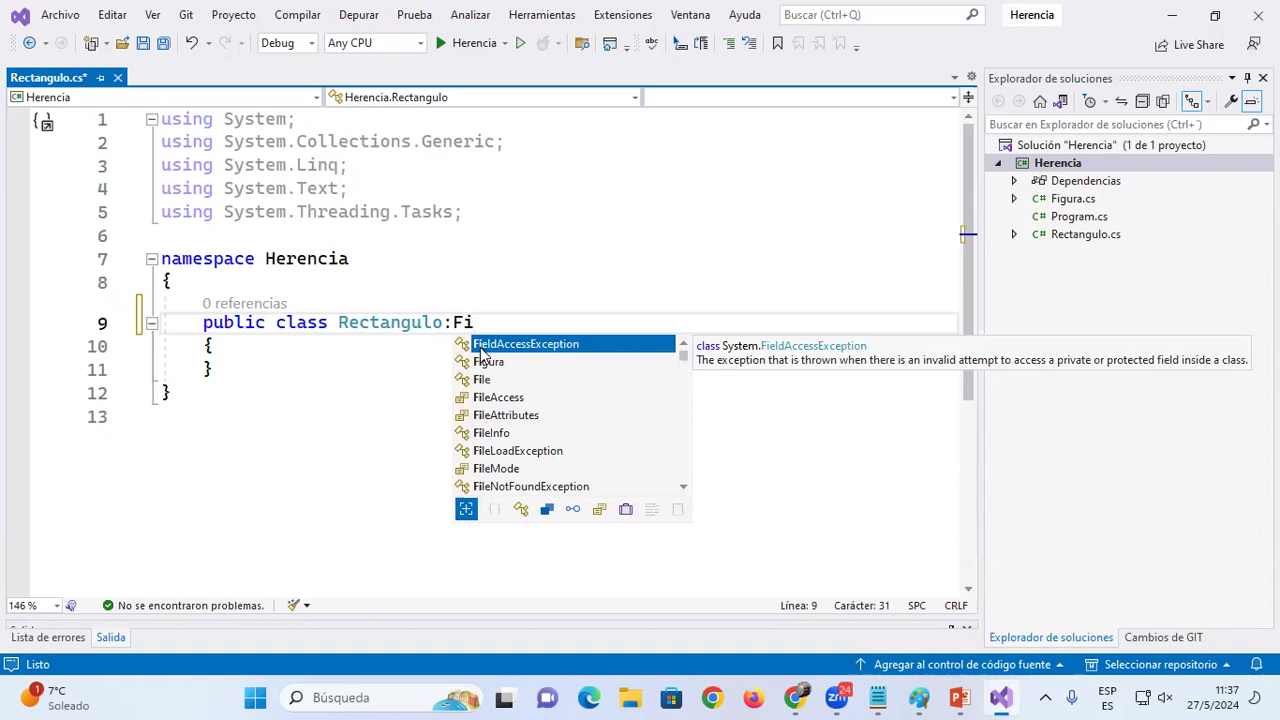 Archivo Editar Ver Git Proyecto Compilar Depurar Prueba Analizar Herramientas Extensiones Ventana Ayuda Buscar (Ctrl+Q) Herencia
Debug Any CPU Herencia Live Share
Rectangulo.cs* Explorador de soluciones
Herencia Herencia.Rectangulo
Buscar en Explorador de soluciones (Ctrl+´)
Solución "Herencia" (1 de 1 proyecto)
Herencia
Dependencias
Figura.cs
Program.cs
Rectangulo.cs
1 using System;
2 using System.Collections.Generic;
3 using System.Linq;
4 using System.Text;
5 using System.Threading.Tasks;
6
7 namespace Herencia
8 {
0 referencias
9 public class Rectangulo:Fi
10 {
11 }
12 }
13
FieldAccessException
Figura
File
FileAccess
FileAttributes
FileInfo
FileLoadException
FileMode
FileNotFoundException
class System.FieldAccessException
The exception that is thrown when there is an invalid attempt to access a private or protected field inside a class.
146 % No se encontraron problemas. Línea: 9 Carácter: 31 SPC CRLF
Lista de errores Salida Explorador de soluciones Cambios de GIT
Listo Agregar al control de código fuente Seleccionar repositorio
1 7°C
Soleado
Búsqueda
24
ESP
ES
11:37
27/5/2024